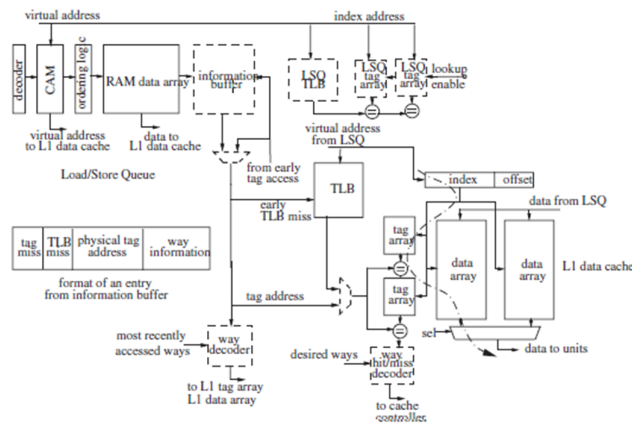 virtual address
index address
decoder
CAM
ordering logic
RAM data array
information
buffer
LSQ
TLB
LSQ
tag
array
LSQ
tag
array
lookup
enable
virtual address
to L1 data cache
data to
L1 data cache
Load/Store Queue
from early
tag access
virtual address
from LSQ
TLB
early
TLB miss
index
offset
data from LSQ
tag
array
tag
array
data
array
data
array
L1 data cache
tag
miss
TLB
miss
physical tag
address
way
information
format of an entry
from information buffer
tag address
most recently
accessed ways
way
decoder
to L1 tag array
L1 data array
desired ways
way
hit/miss
decoder
to cache
controller
sel
data to units